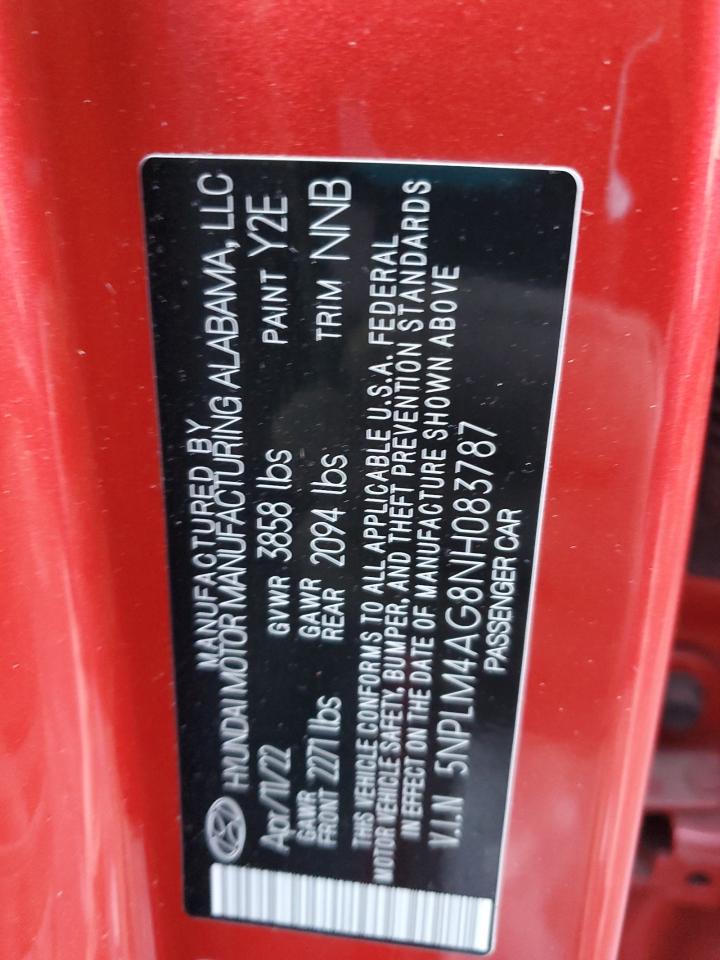 MANUFACTURED BY
HYUNDAI MOTOR MANUFACTURING ALABAMA, LLC
Apr/11/22 GVWR 3858 lbs PAINT Y2E
GAWR FRONT 2271 lbs GAWR REAR 2094 lbs TRIM NNB
THIS VEHICLE CONFORMS TO ALL APPLICABLE U.S.A. FEDERAL
MOTOR VEHICLE SAFETY, BUMPER, AND THEFT PREVENTION STANDARDS
IN EFFECT ON THE DATE OF MANUFACTURE SHOWN ABOVE
V.I.N 5NPLM4AG8NH083787
PASSENGER CAR